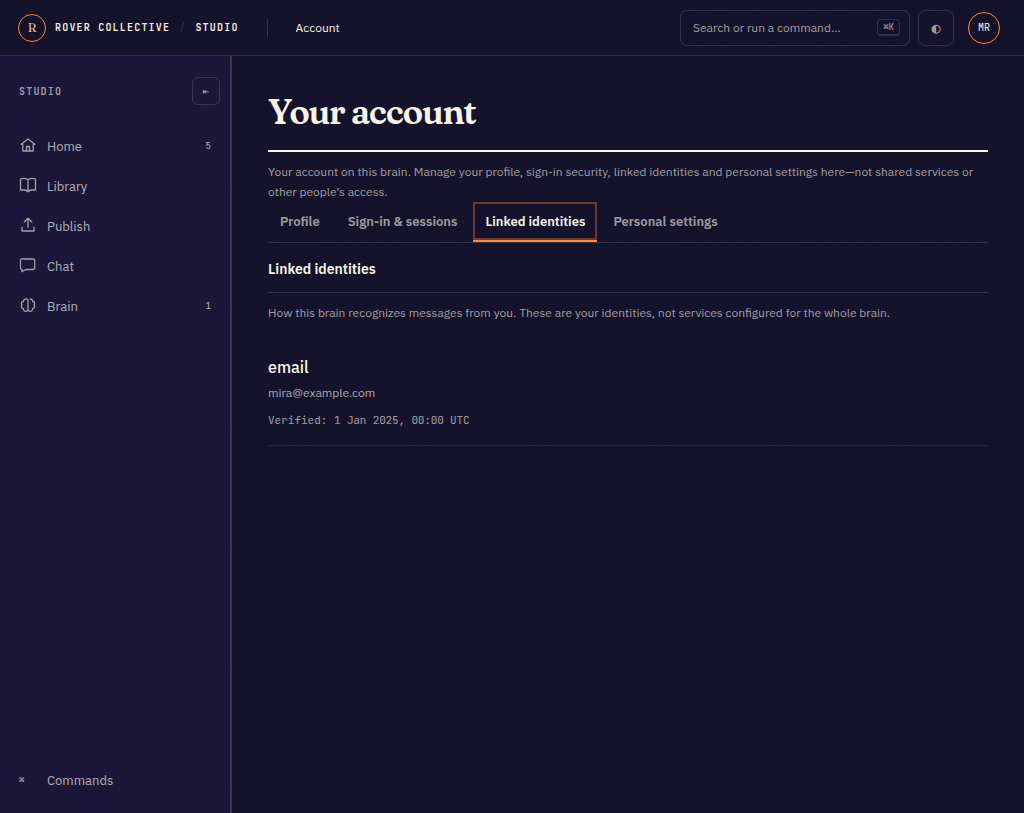 R ROVER COLLECTIVE / STUDIO Account Search or run a command... ⌘K MR
STUDIO
Home 5
Library
Publish
Chat
Brain 1
Commands
Your account
Your account on this brain. Manage your profile, sign-in security, linked identities and personal settings here—not shared services or
other people's access.
Profile Sign-in & sessions Linked identities Personal settings
Linked identities
How this brain recognizes messages from you. These are your identities, not services configured for the whole brain.
email
mira@example.com
Verified: 1 Jan 2025, 00:00 UTC